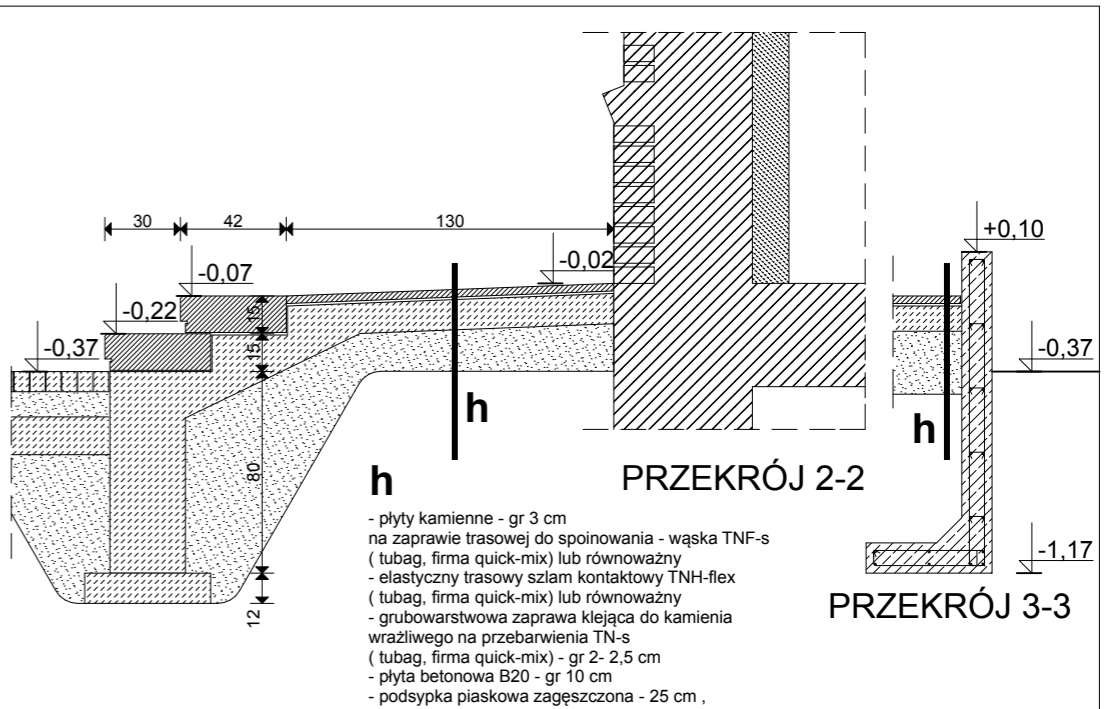 30 42 130
+0,10
-0,07
-0,02
-0,22
15
-0,37
15
-0,37
h
h
80
h
PRZEKRÓJ 2-2
- płyty kamienne - gr 3 cm
na zaprawie trasowej do spoinowania - wąska TNF-s
( tubag, firma quick-mix) lub równoważny
- elastyczny trasowy szlam kontaktowy TNH-flex
( tubag, firma quick-mix) lub równoważny
- grubowarstwowa zaprawa klejąca do kamienia
wrażliwego na przebarwienia TN-s
( tubag, firma quick-mix) - gr 2- 2,5 cm
- płyta betonowa B20 - gr 10 cm
- podsypka piaskowa zagęszczona - 25 cm ,
12
-1,17
PRZEKRÓJ 3-3